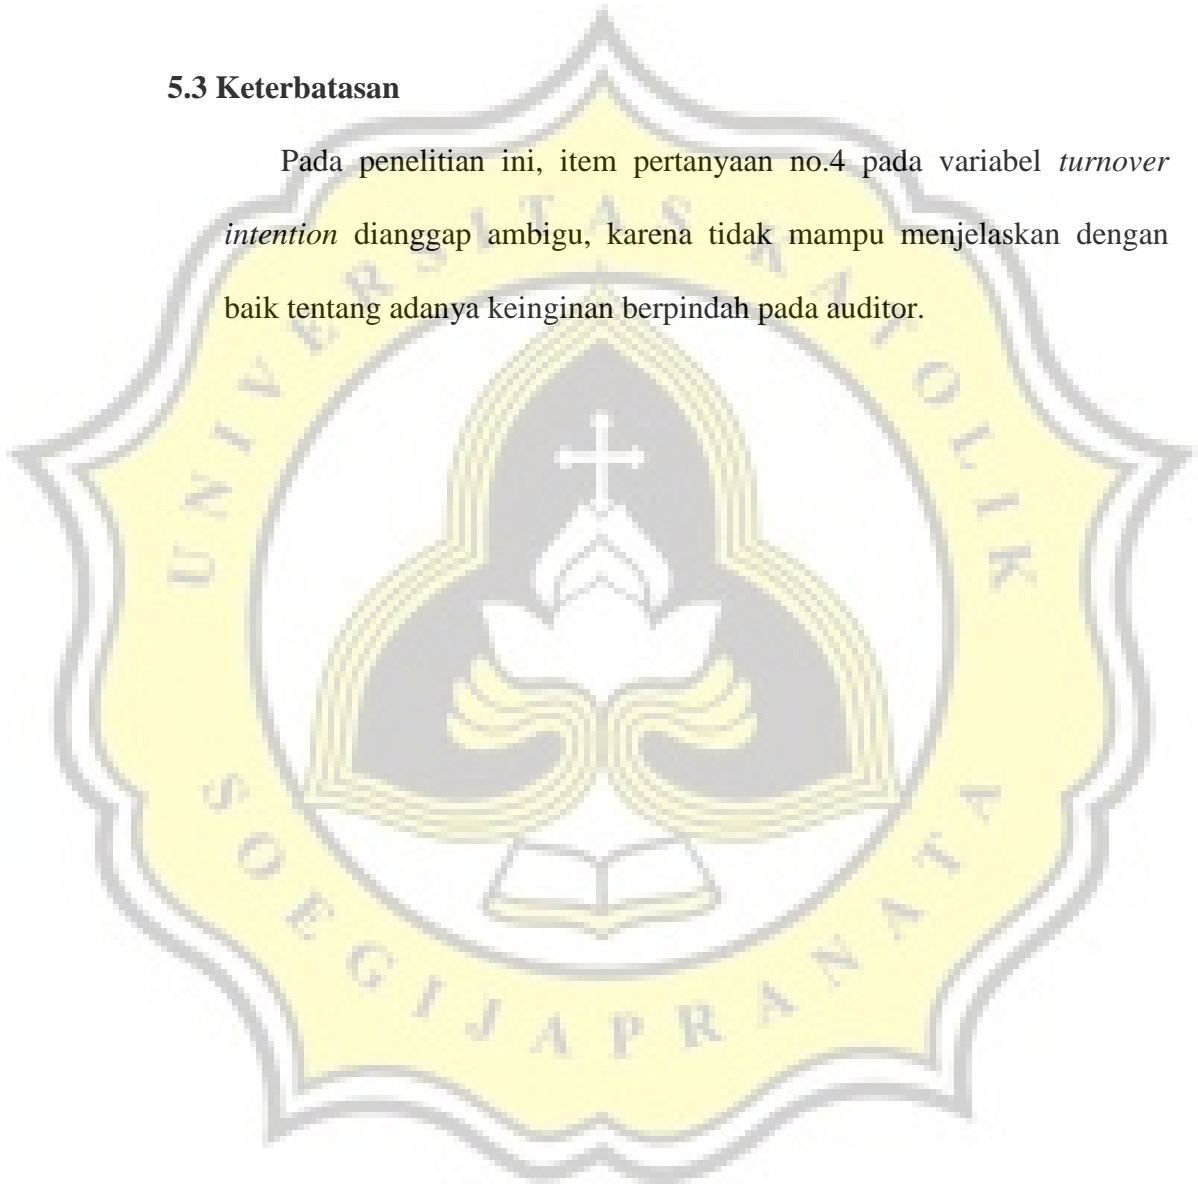 5.3 Keterbatasan
Pada penelitian ini, item pertanyaan no.4 pada variabel turnover
intention dianggap ambigu, karena tidak mampu menjelaskan dengan
baik tentang adanya keinginan berpindah pada auditor.
UNIVERSITAS KATOLIK
SOEGIJAPRANATA